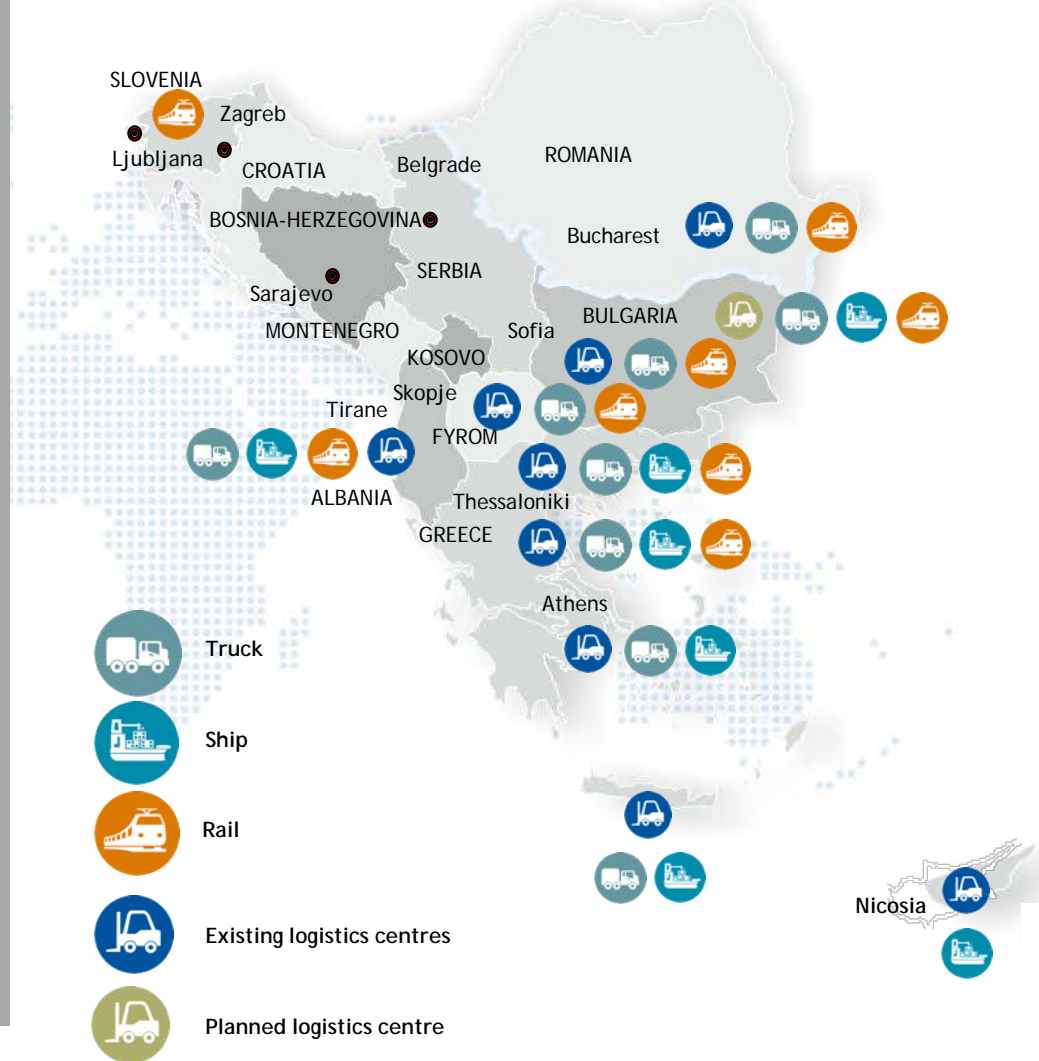 SLOVENIA
Zagreb
Ljubljana
CROATIA
Belgrade
ROMANIA
BOSNIA-HERZEGOVINA
Bucharest
SERBIA
Sarajevo
MONTENEGRO
Sofia
BULGARIA
KOSOVO
Skopje
Tirane
FYROM
ALBANIA
Thessaloniki
GREECE
Athens
Truck
Ship
Rail
Nicosia
Existing logistics centres
Planned logistics centre